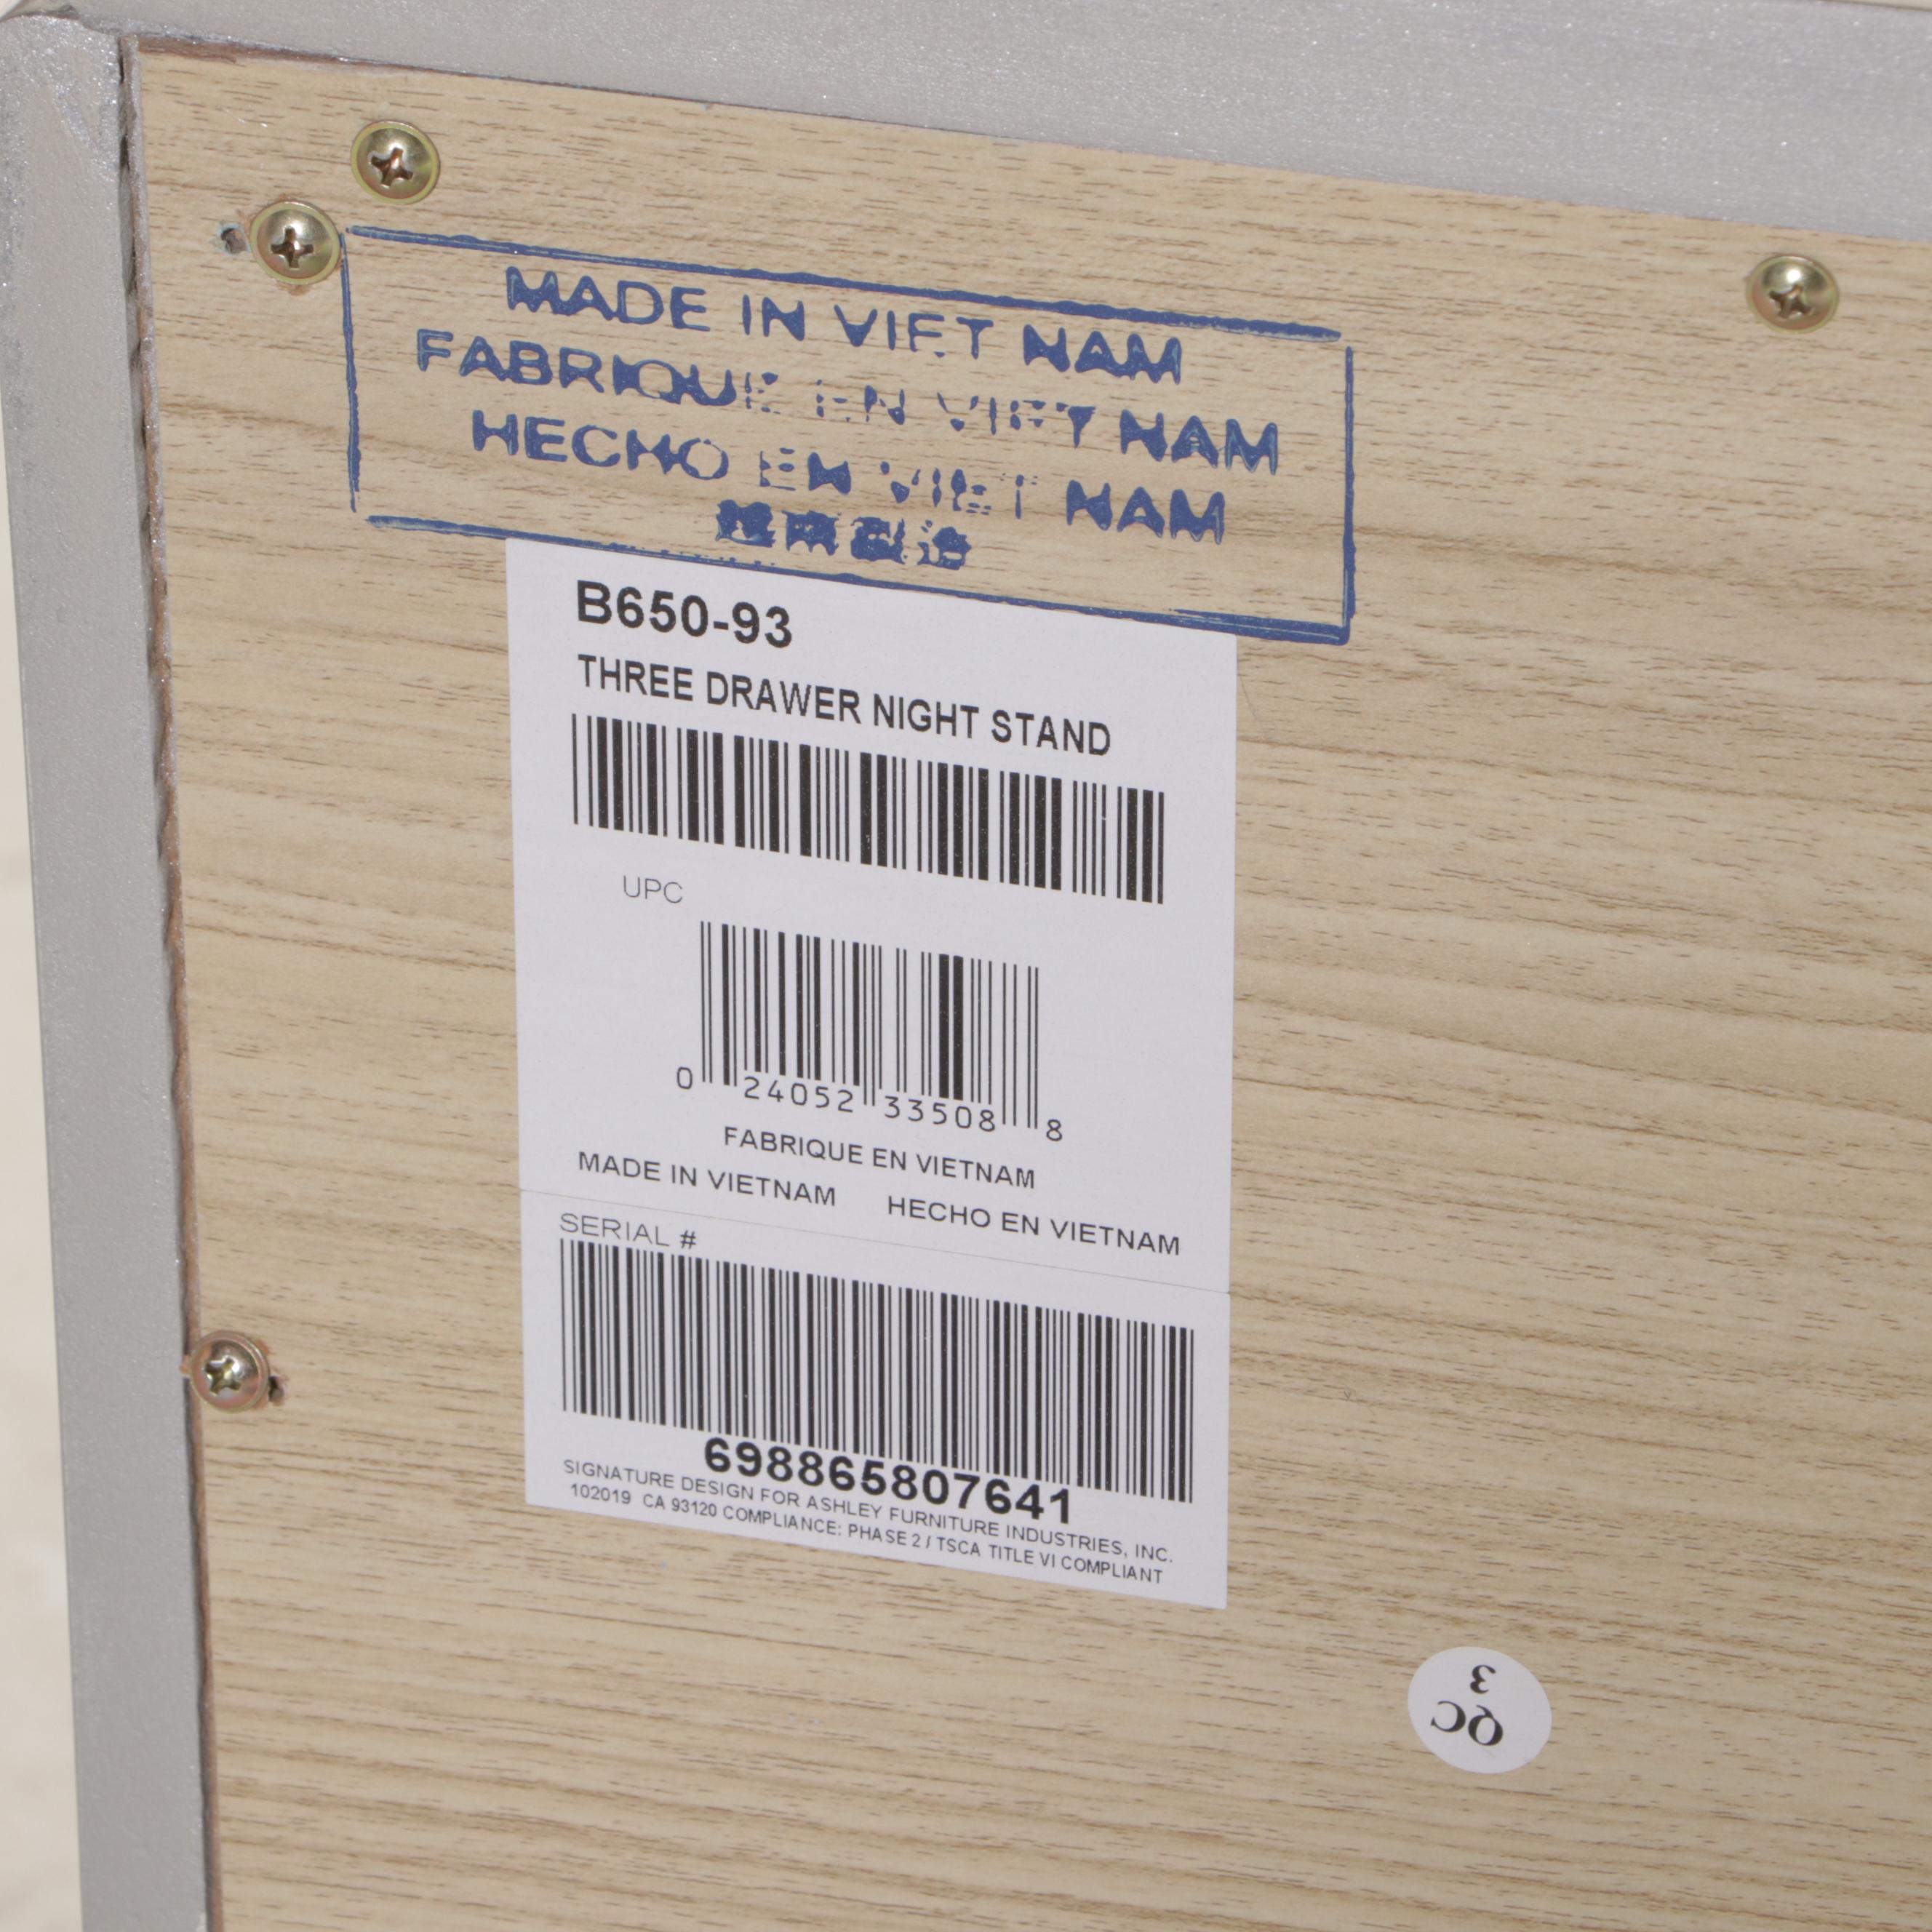 MADE IN VIET NAM
FABRIQUE EN VIET NAM
HECHO EN VIET NAM
B650-93
THREE DRAWER NIGHT STAND
UPC
0 24052 33508 8
FABRIQUE EN VIETNAM
MADE IN VIETNAM HECHO EN VIETNAM
SERIAL #
698865807641
SIGNATURE DESIGN FOR ASHLEY FURNITURE INDUSTRIES, INC.
102019 CA 93120 COMPLIANCE: PHASE 2 / TSCA TITLE VI COMPLIANT
QC
3